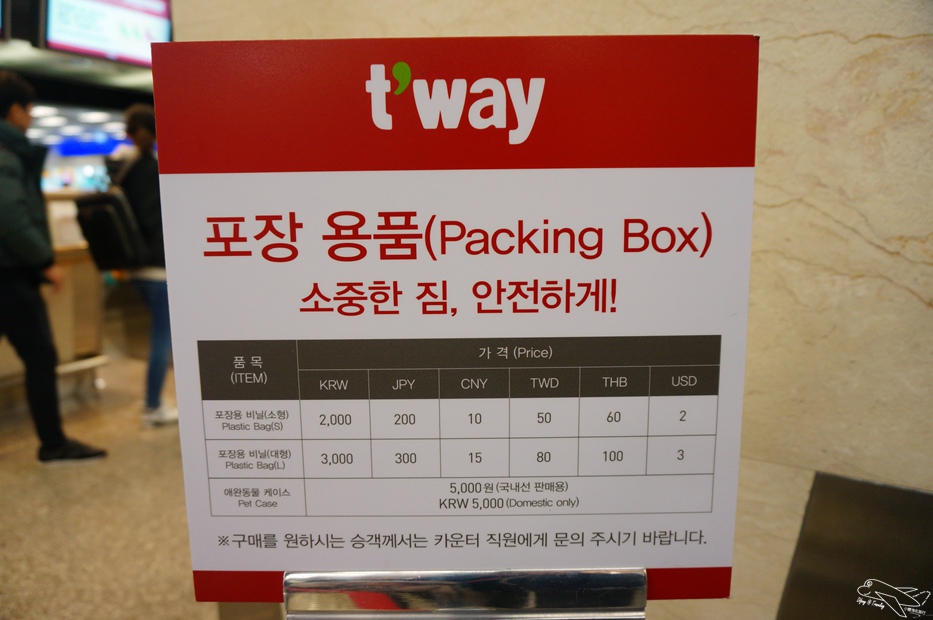 t'way
포장 용품(Packing Box)
소중한 짐, 안전하게!
품 목
(ITEM)
가 격 (Price)
KRW JPY CNY TWD THB USD
포장용 비닐(소형)
Plastic Bag(S)
2,000 200 10 50 60 2
포장용 비닐(대형)
Plastic Bag(L)
3,000 300 15 80 100 3
애완동물 케이스
Pet Case
5,000원 (국내선 판매용)
KRW 5,000 (Domestic only)
※구매를 원하시는 승객께서는 카운터 직원에게 문의 주시기 바랍니다.